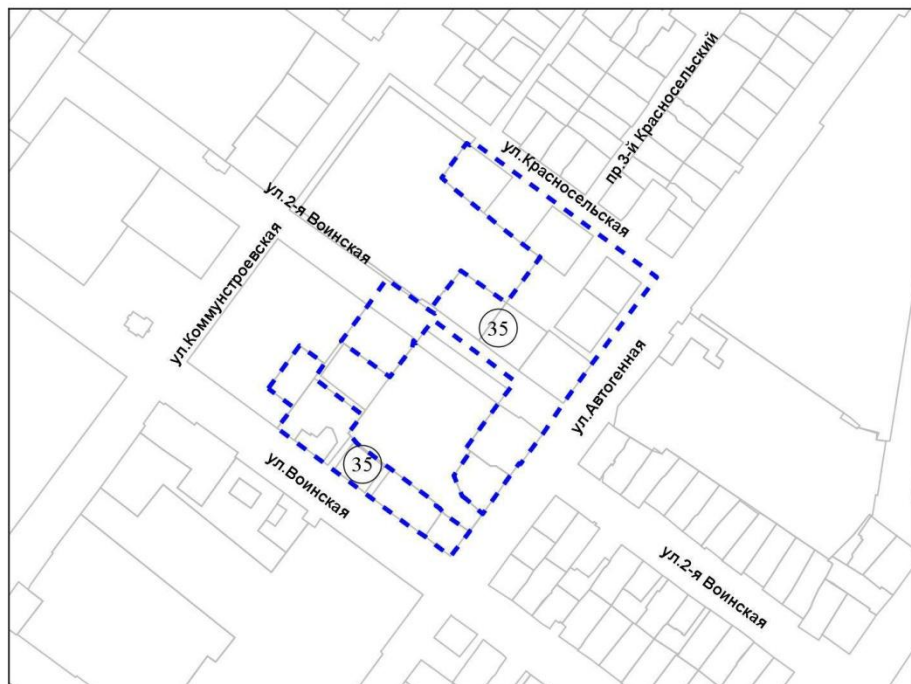 пр.3-й Красносельский
ул.Красносельская
ул.2-я Воинская
ул.Коммунстроевская
35
ул.Автогенная
35
ул.Воинская
ул.2-я Воинская